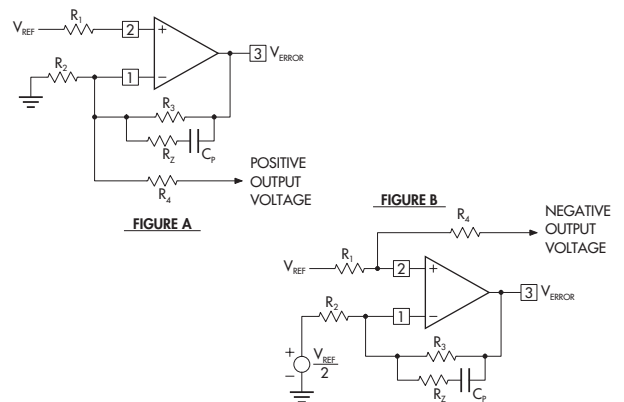 R1
VREF
2
+
3 VERROR
R2
1
−
R3
RZ
CP
R4
POSITIVE
OUTPUT
VOLTAGE
FIGURE A
FIGURE B
R4
NEGATIVE
OUTPUT
VOLTAGE
R1
VREF
2
+
3 VERROR
R2
1
−
R3
RZ
CP
+
−
VREF
2